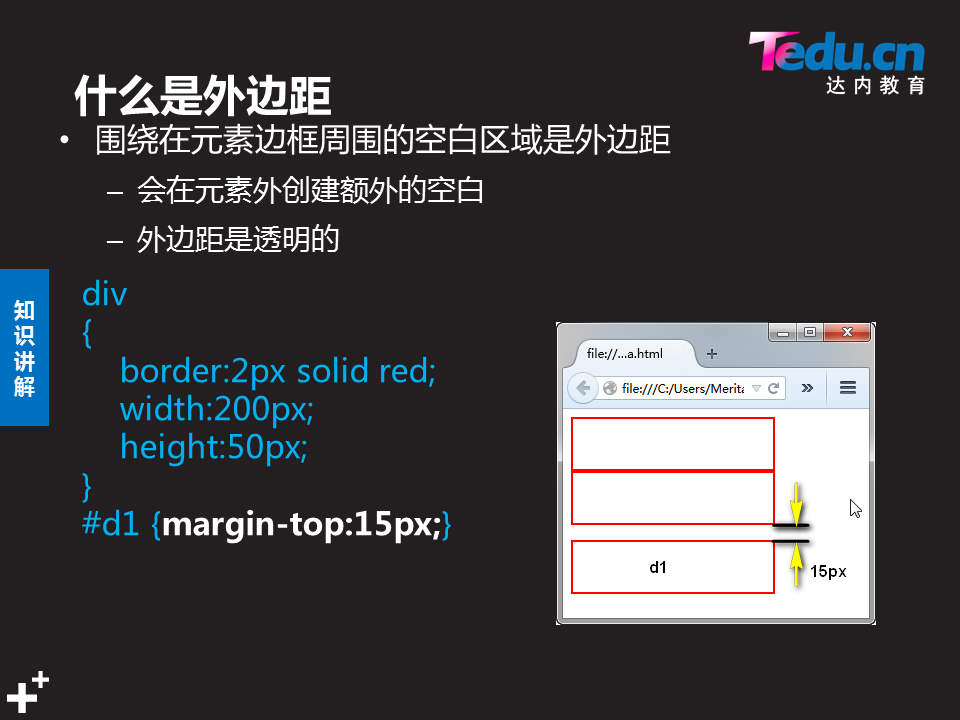 Tedu.cn
达内教育
什么是外边距
• 围绕在元素边框周围的空白区域是外边距
– 会在元素外创建额外的空白
– 外边距是透明的
知识讲解
div
{
border:2px solid red;
width:200px;
height:50px;
}
#d1 {margin-top:15px;}
file://...a.html
file:///C:/Users/Merita
d1
15px